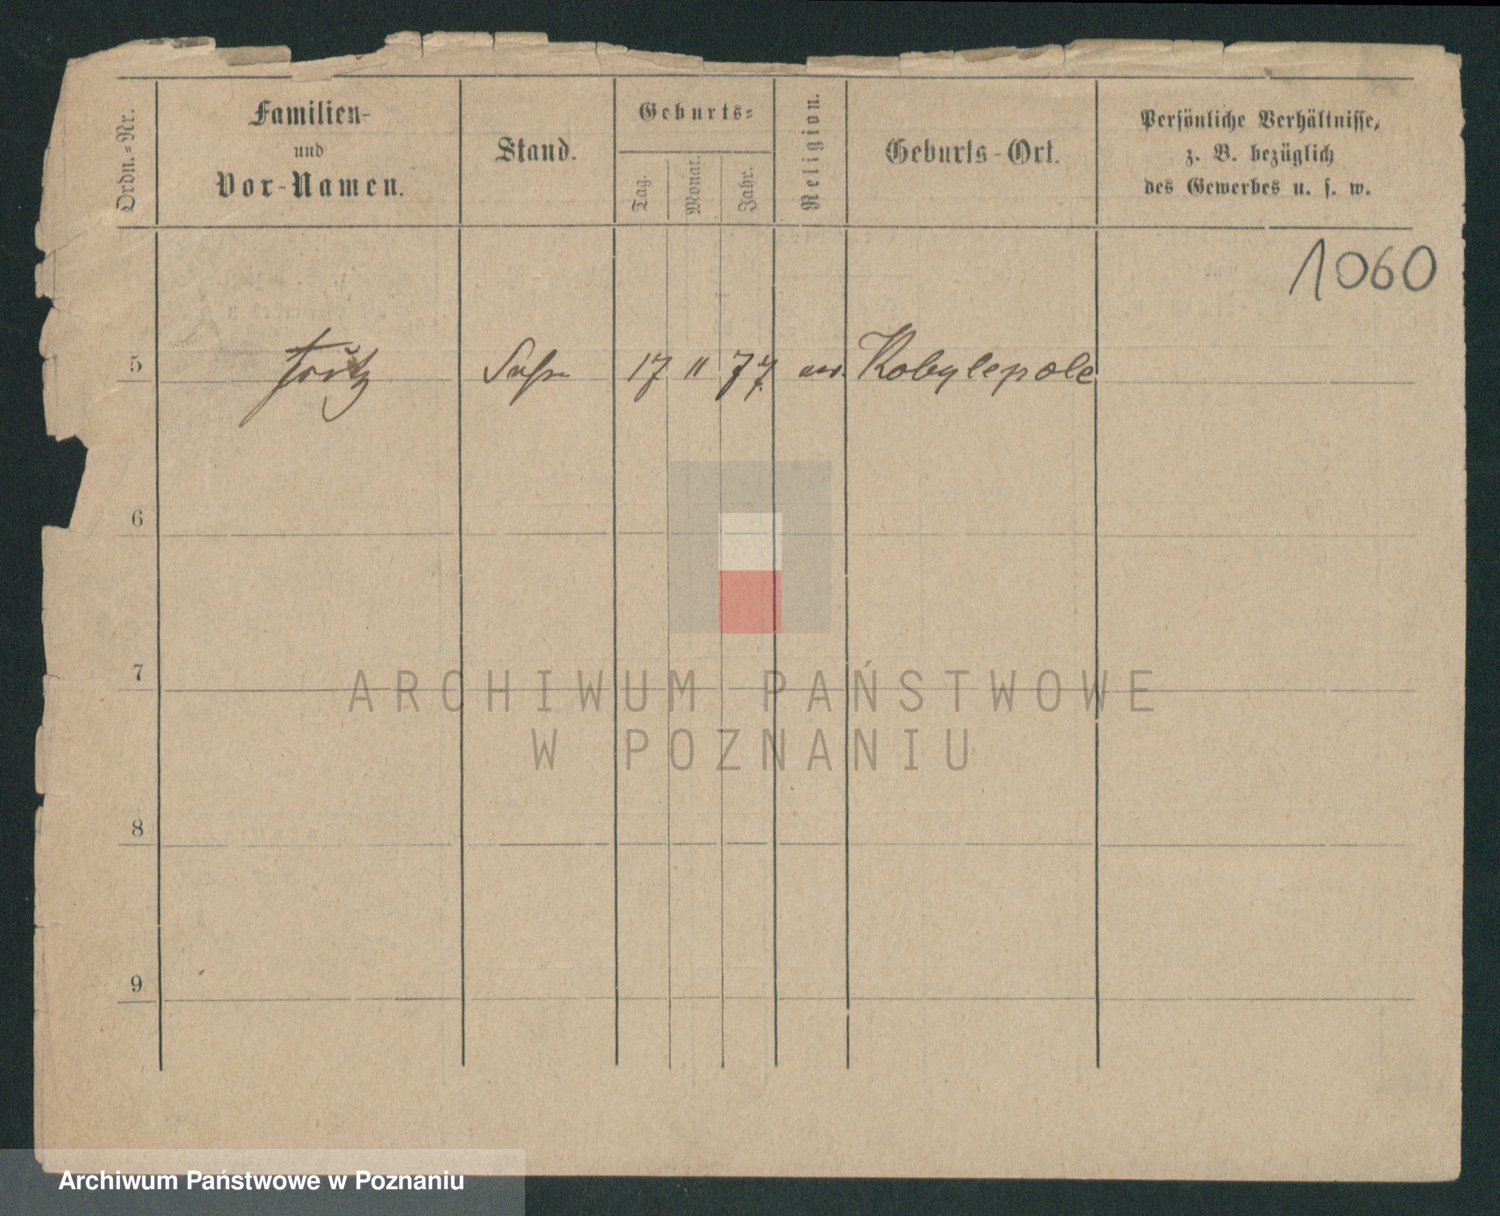 Ordn.-Nr.
Familien-
und
Vor-Namen.
Stand.
Geburts=
Tag.
Monat.
Jahr.
Religion.
Geburts-Ort.
Persönliche Verhältnisse,
z. B. bezüglich
des Gewerbes u. s. w.
1060
5 Fritz Sohn 17 11 77 Kobylepole
6
7
8
9
ARCHIWUM PAŃSTWOWE
W POZNANIU
Archiwum Państwowe w Poznaniu